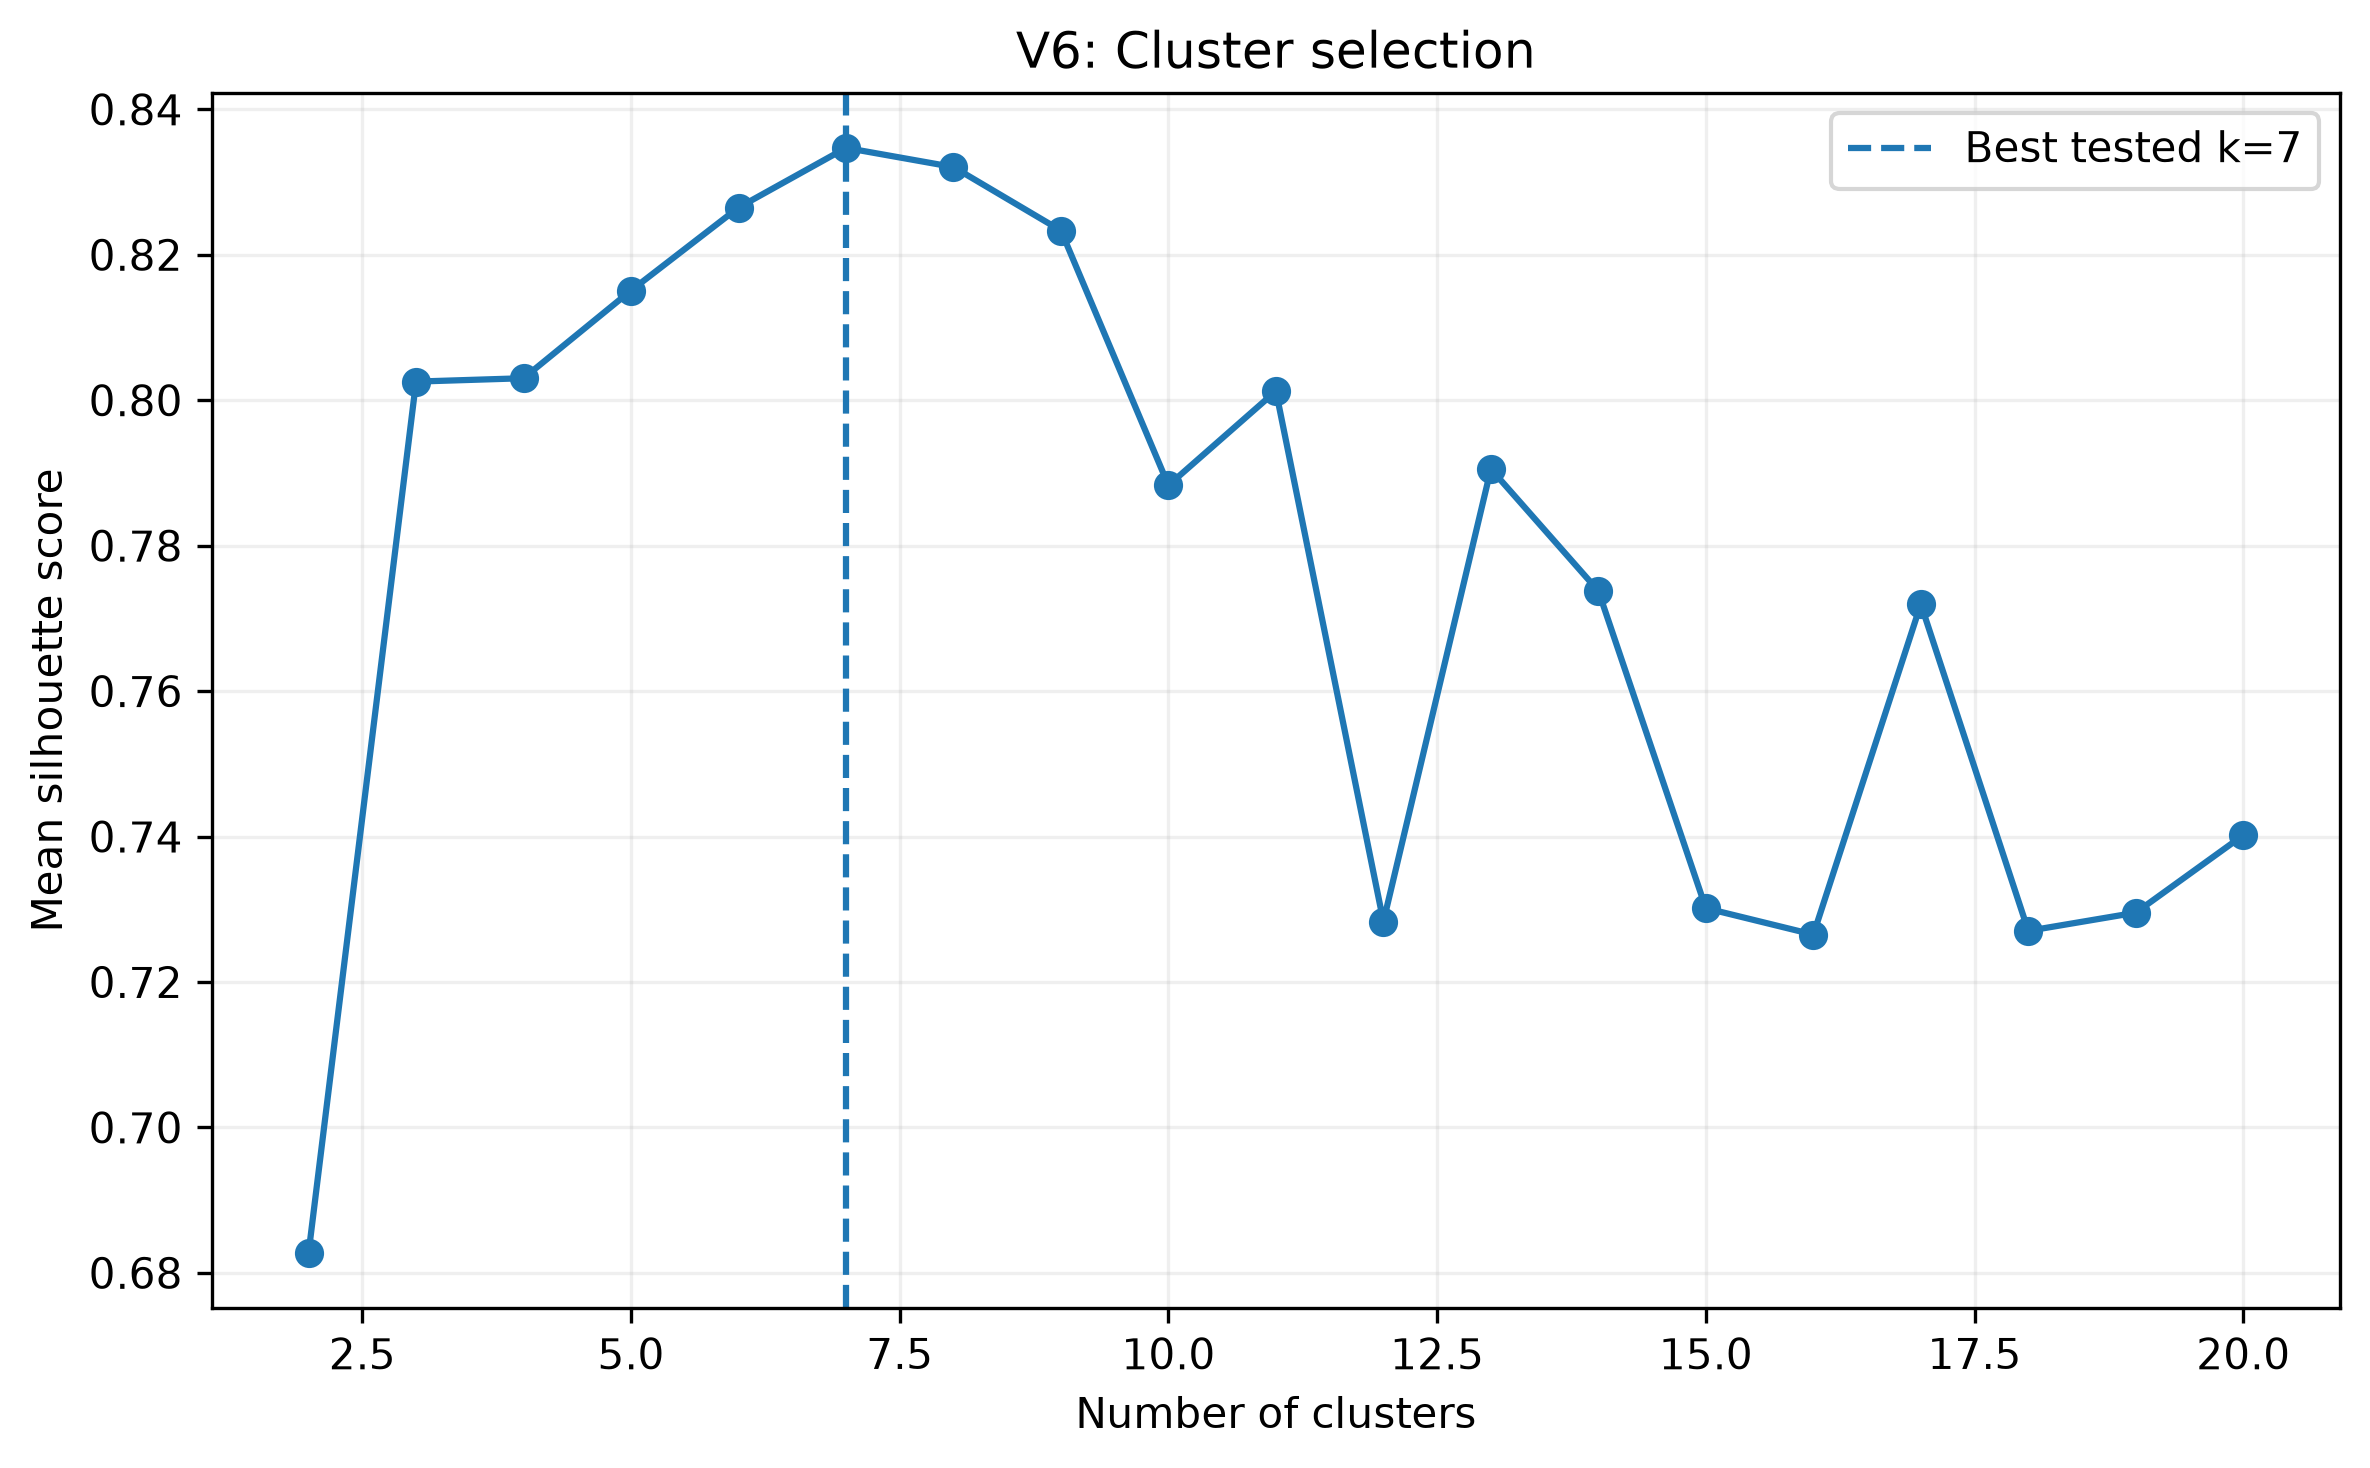 V6: Cluster selection
Best tested k=7
Mean silhouette score
0.84
0.82
0.80
0.78
0.76
0.74
0.72
0.70
0.68
2.5 5.0 7.5 10.0 12.5 15.0 17.5 20.0
Number of clusters